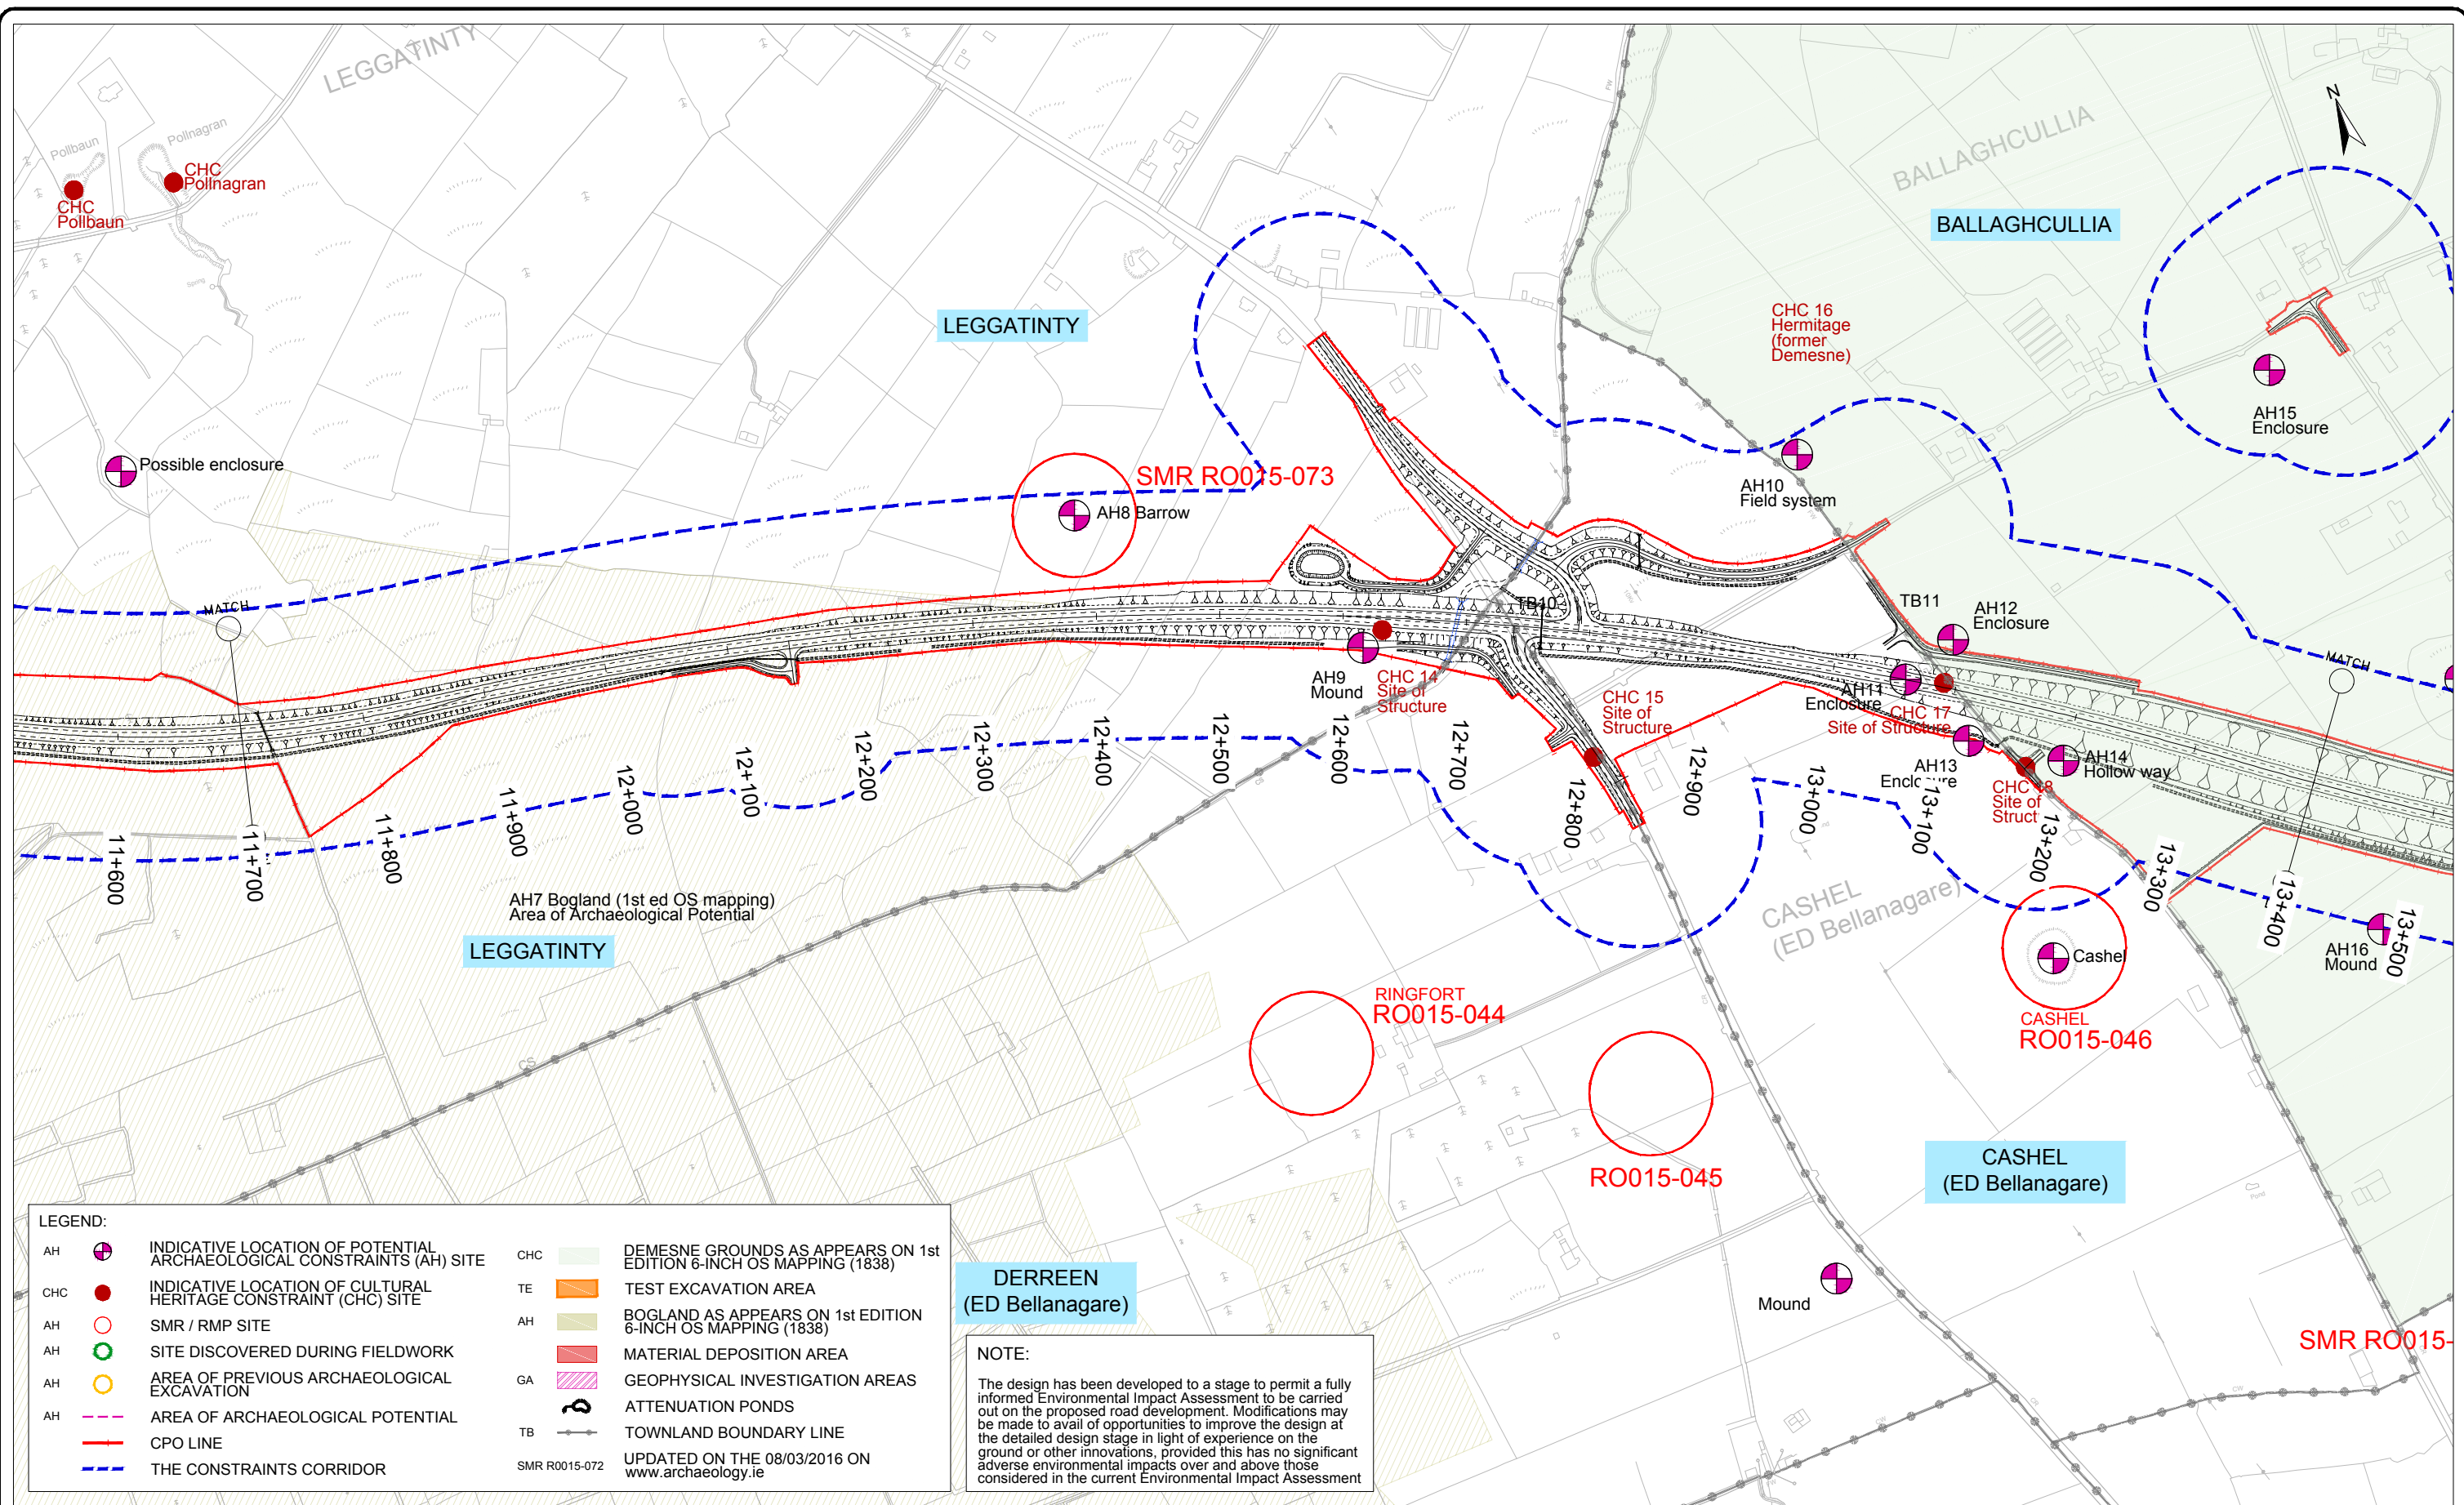 LEGGATINTY
Pollbaun
Pollnagran
CHC
Pollnagran
CHC
Pollbaun
Spring
Pond
N
BALLAGHCULLIA
BALLAGHCULLIA
LEGGATINTY
CHC 16
Hermitage
(former
Demesne)
AH15
Enclosure
Possible enclosure
SMR RO015-073
AH8 Barrow
AH10
Field system
MATCH
TB10
TB11
AH12
Enclosure
MATCH
AH9
Mound
CHC 14
Site of
Structure
CHC 15
Site of
Structure
AH11
Enclosure
CHC 17
Site of Structure
AH13
Enclosure
AH14
Hollow way
CHC 18
Site of
Struct
11+600
11+700
11+800
11+900
12+000
12+100
12+200
12+300
12+400
12+500
12+600
12+700
12+800
12+900
13+000
13+100
13+200
13+300
13+400
13+500
AH7 Bogland (1st ed OS mapping)
Area of Archaeological Potential
LEGGATINTY
CASHEL
(ED Bellanagare)
Cashel
AH16
Mound
RINGFORT
RO015-044
CASHEL
RO015-046
CS
RO015-045
CASHEL
(ED Bellanagare)
Pond
Mound
SMR RO015-
DERREEN
(ED Bellanagare)
LEGEND:
AH INDICATIVE LOCATION OF POTENTIAL
ARCHAEOLOGICAL CONSTRAINTS (AH) SITE
CHC INDICATIVE LOCATION OF CULTURAL
HERITAGE CONSTRAINT (CHC) SITE
AH SMR / RMP SITE
AH SITE DISCOVERED DURING FIELDWORK
AH AREA OF PREVIOUS ARCHAEOLOGICAL
EXCAVATION
AH AREA OF ARCHAEOLOGICAL POTENTIAL
CPO LINE
THE CONSTRAINTS CORRIDOR
CHC DEMESNE GROUNDS AS APPEARS ON 1st
EDITION 6-INCH OS MAPPING (1838)
TE TEST EXCAVATION AREA
AH BOGLAND AS APPEARS ON 1st EDITION
6-INCH OS MAPPING (1838)
MATERIAL DEPOSITION AREA
GA GEOPHYSICAL INVESTIGATION AREAS
ATTENUATION PONDS
TB TOWNLAND BOUNDARY LINE
SMR R0015-072 UPDATED ON THE 08/03/2016 ON
www.archaeology.ie
NOTE:
The design has been developed to a stage to permit a fully
informed Environmental Impact Assessment to be carried
out on the proposed road development. Modifications may
be made to avail of opportunities to improve the design at
the detailed design stage in light of experience on the
ground or other innovations, provided this has no significant
adverse environmental impacts over and above those
considered in the current Environmental Impact Assessment